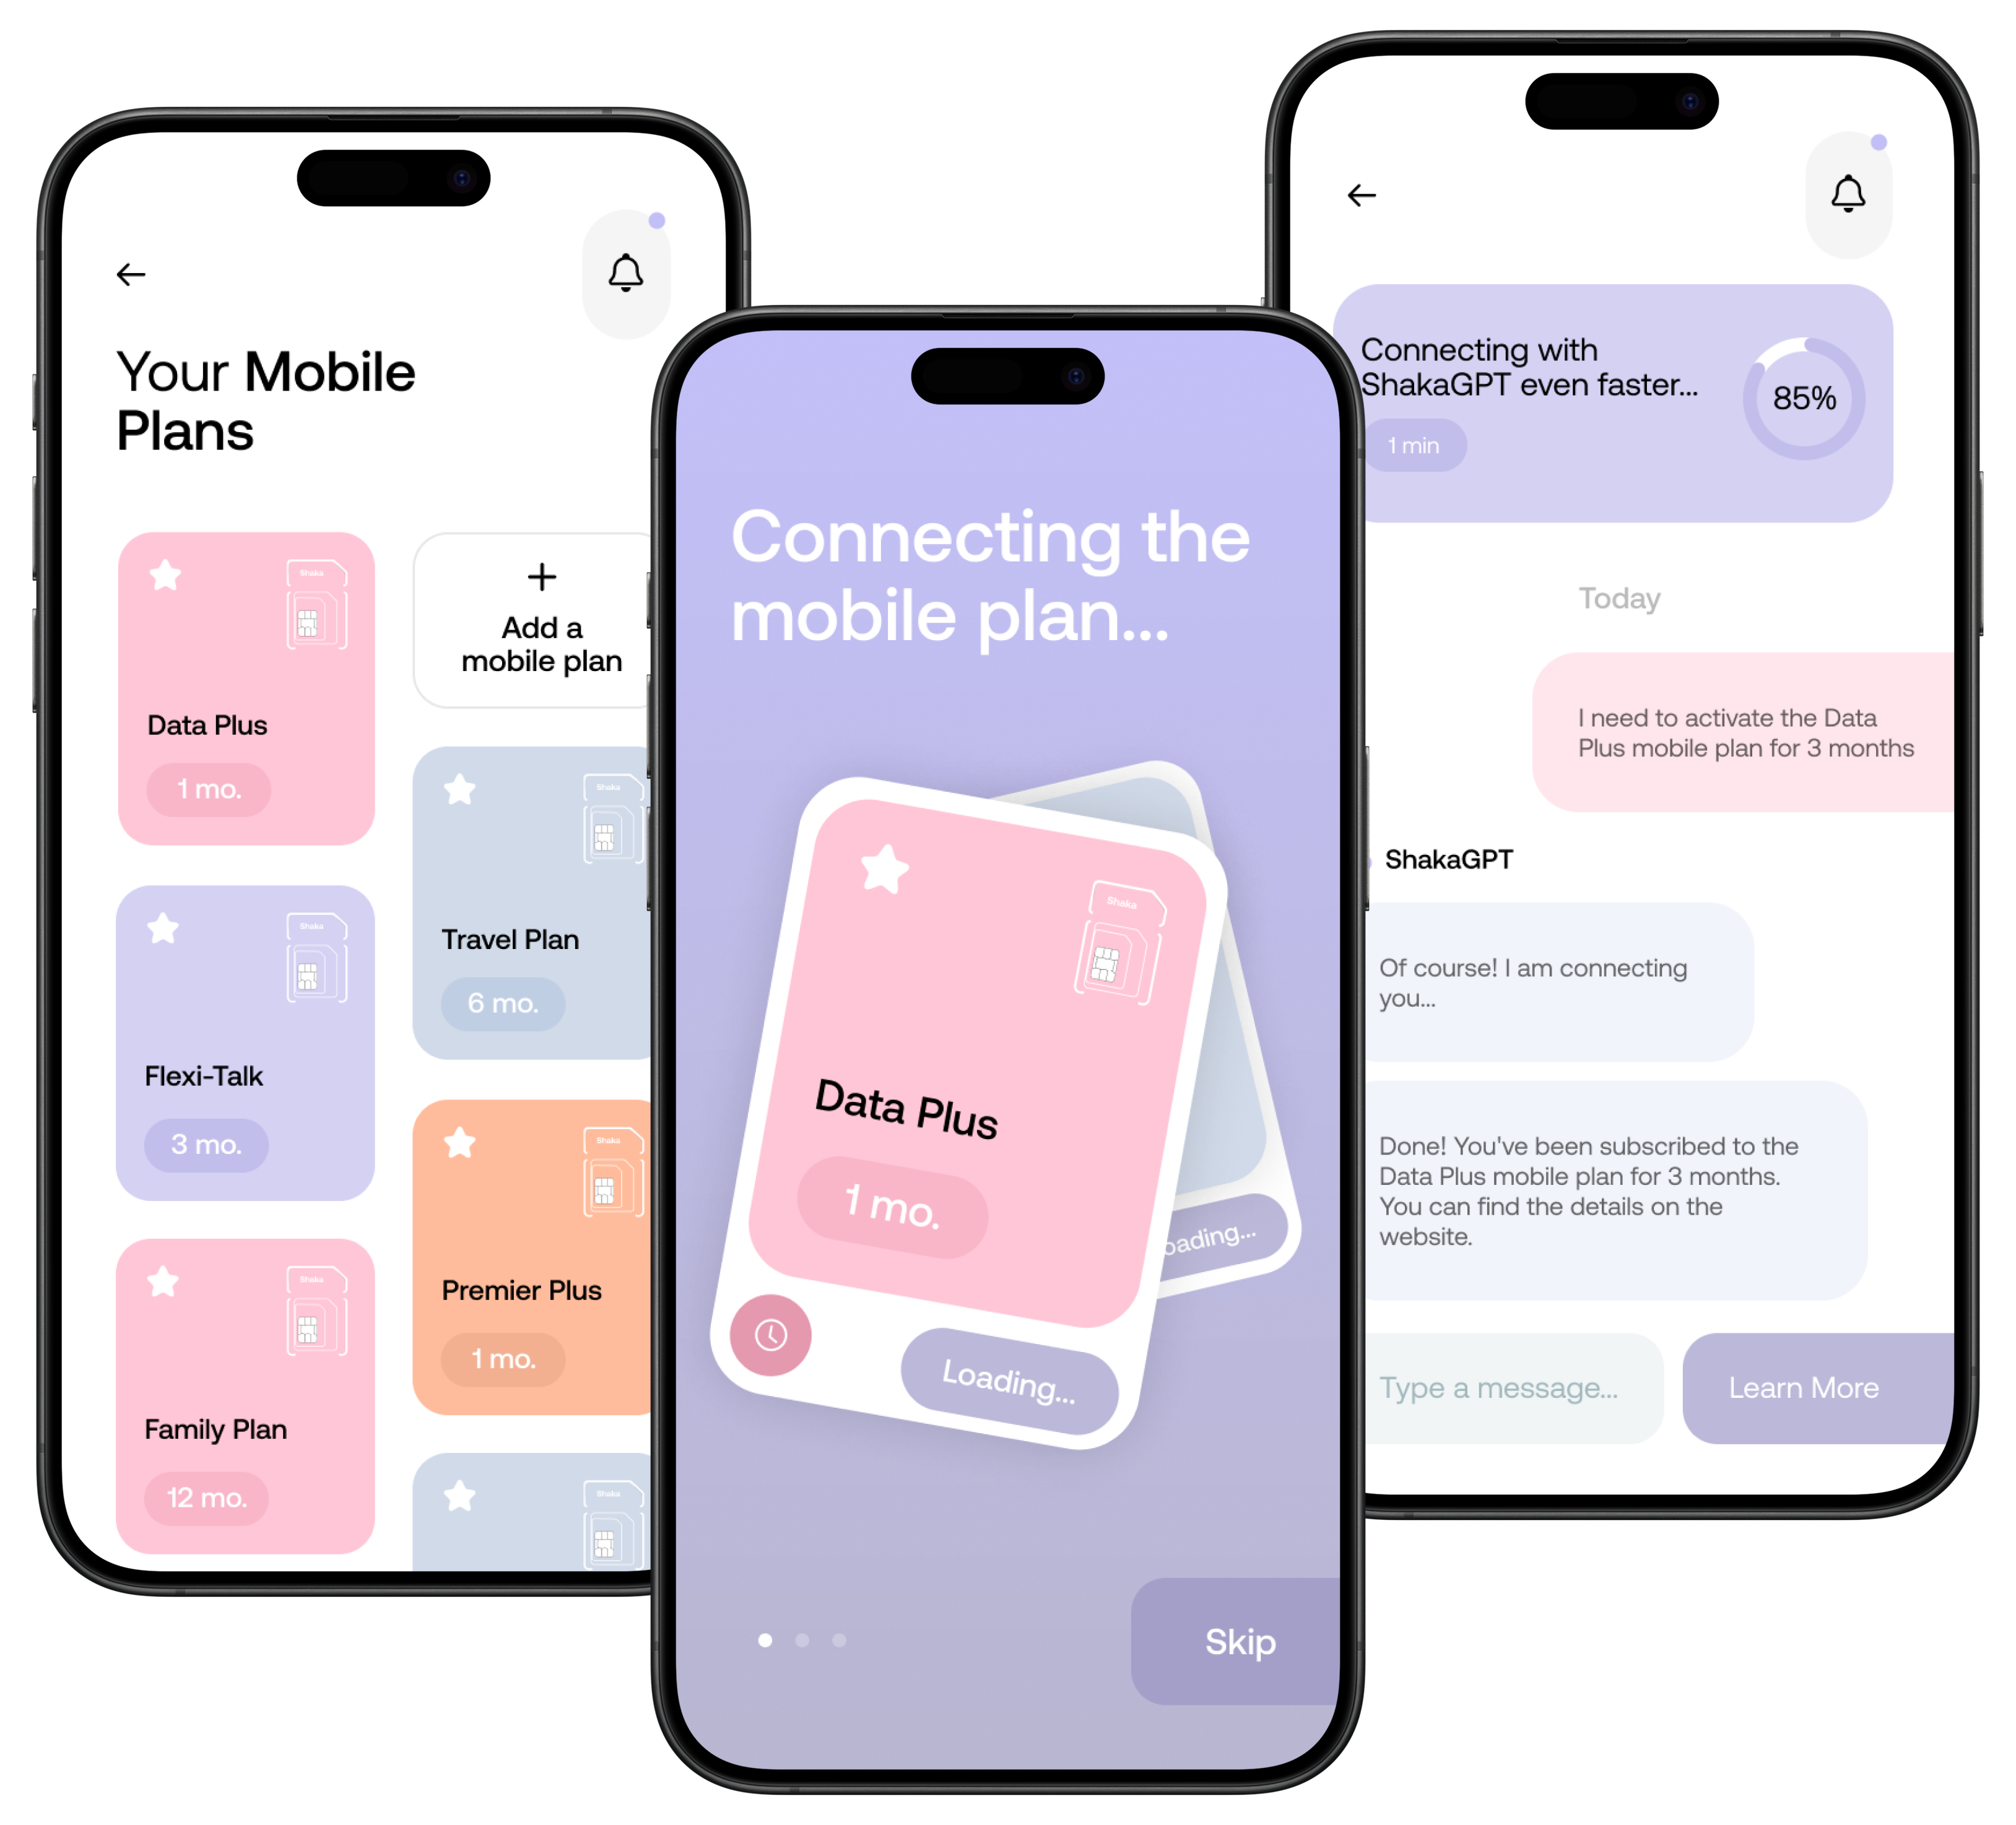 Your Mobile
Plans
Shaka
Data Plus
1 mo.
Add a
mobile plan
Shaka
Flexi-Talk
3 mo.
Shaka
Travel Plan
6 mo.
Shaka
Family Plan
12 mo.
Shaka
Premier Plus
1 mo.
Shaka
Connecting the
mobile plan...
Shaka
Data Plus
1 mo.
Loading...
oading...
Skip
Connecting with
ShakaGPT even faster...
1 min
85%
Today
I need to activate the Data
Plus mobile plan for 3 months
ShakaGPT
Of course! I am connecting
you...
Done! You've been subscribed to the
Data Plus mobile plan for 3 months.
You can find the details on the
website.
Type a message...
Learn More